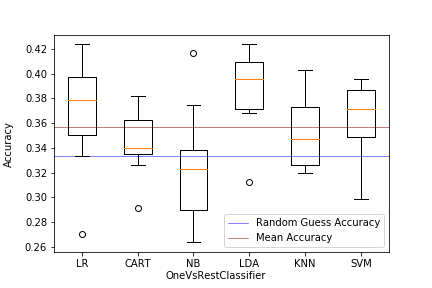 Accuracy
0.42
0.40
0.38
0.36
0.34
0.32
0.30
0.28
0.26
Random Guess Accuracy
Mean Accuracy
LR CART NB LDA KNN SVM
OneVsRestClassifier